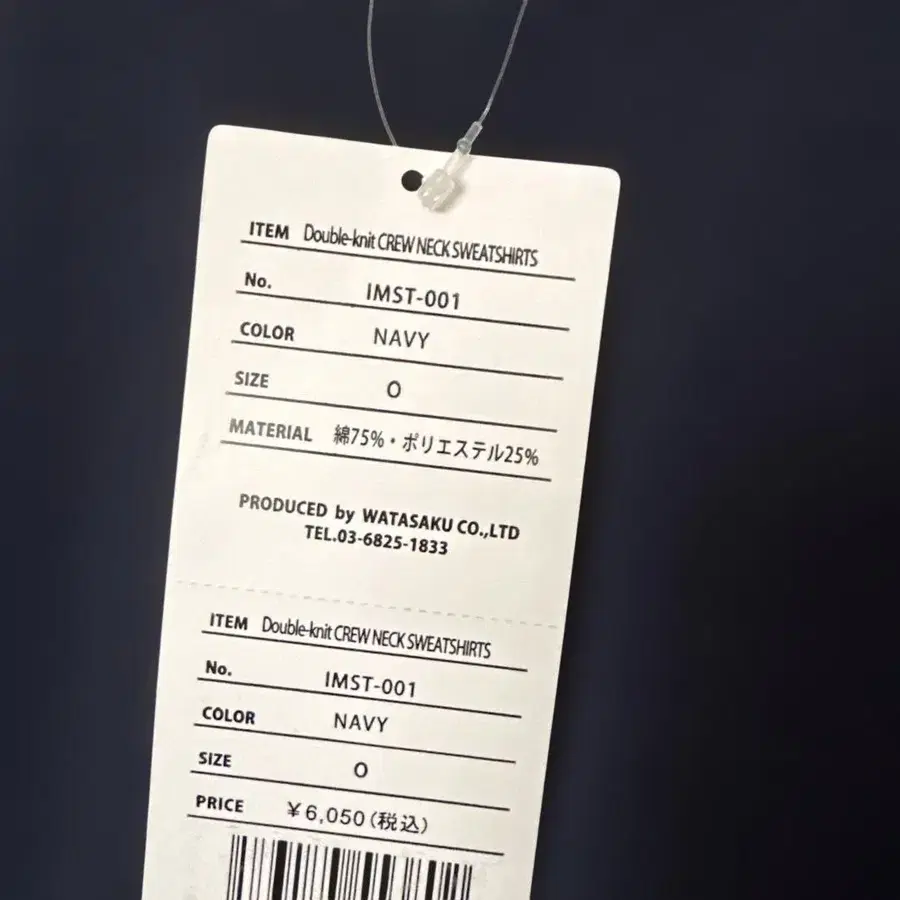 ITEM Double-knit CREW NECK SWEATSHIRTS
No. IMST-001
COLOR NAVY
SIZE O
MATERIAL 綿75%・ポリエステル25%
PRODUCED by WATASAKU CO.,LTD
TEL.03-6825-1833
ITEM Double-knit CREW NECK SWEATSHIRTS
No. IMST-001
COLOR NAVY
SIZE O
PRICE ¥6,050(税込)